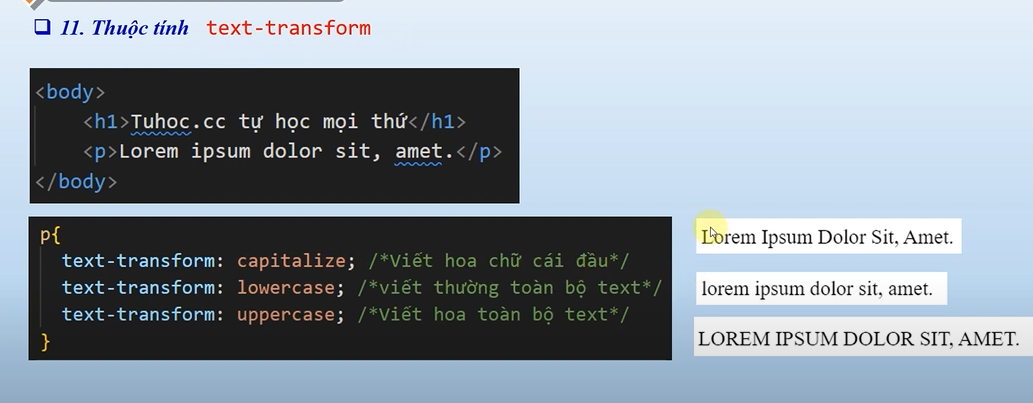 ❑ 11. Thuộc tính text-transform
<body>
<h1>Tuhoc.cc tự học mọi thứ</h1>
<p>Lorem ipsum dolor sit, amet.</p>
</body>
p{
text-transform: capitalize; /*Viết hoa chữ cái đầu*/
text-transform: lowercase; /*viết thường toàn bộ text*/
text-transform: uppercase; /*Viết hoa toàn bộ text*/
}
Lorem Ipsum Dolor Sit, Amet.
lorem ipsum dolor sit, amet.
LOREM IPSUM DOLOR SIT, AMET.